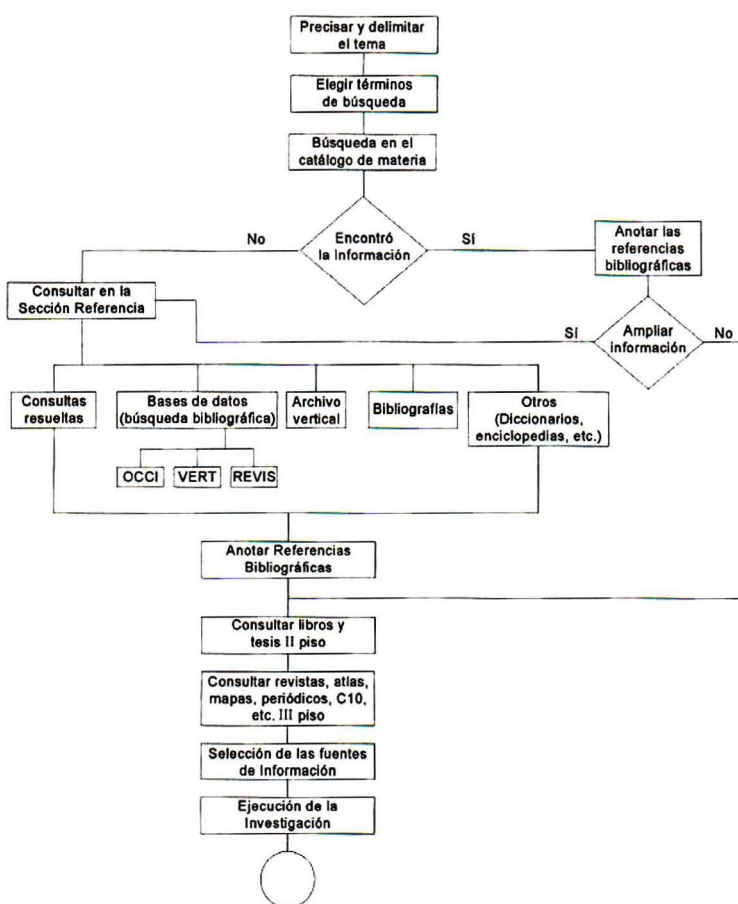 Precisar y delimitar
el tema
Elegir términos
de búsqueda
Búsqueda en el
catálogo de materia
No
Encontró
la Información
Sí
Anotar las
referencias
bibliográficas
Consultar en la
Sección Referencia
Sí
Ampliar
información
No
Consultas
resueltas
Bases de datos
(búsqueda bibliográfica)
Archivo
vertical
Bibliografías
Otros
(Diccionarios,
enciclopedias, etc.)
OCCI
VERT
REVIS
Anotar Referencias
Bibliográficas
Consultar libros y
tesis II piso
Consultar revistas, atlas,
mapas, periódicos, C10,
etc. III piso
Selección de las fuentes
de Información
Ejecución de la
Investigación